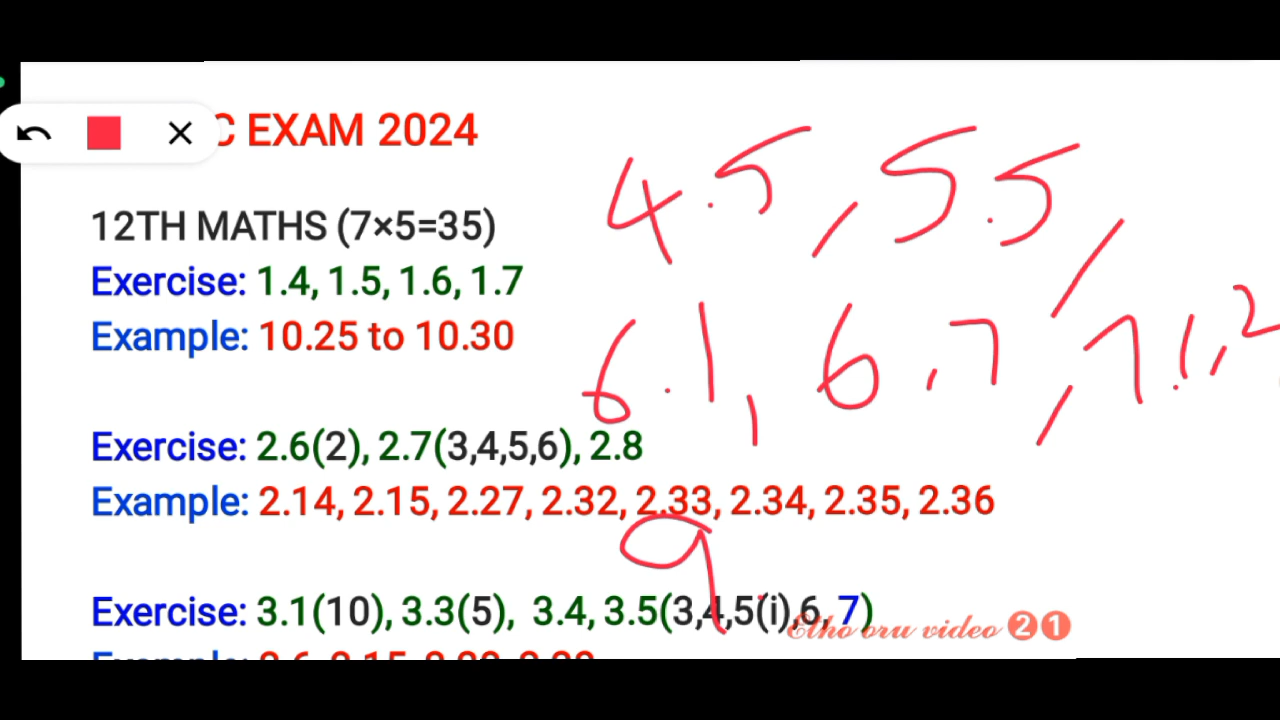 C EXAM 2024
4.5, 5.5,
12TH MATHS (7×5=35)
Exercise: 1.4, 1.5, 1.6, 1.7
Example: 10.25 to 10.30
6.1, 6.7, 7.1, 2
Exercise: 2.6(2), 2.7(3,4,5,6), 2.8
Example: 2.14, 2.15, 2.27, 2.32, 2.33, 2.34, 2.35, 2.36
9
Exercise: 3.1(10), 3.3(5), 3.4, 3.5(3,4,5(i),6, 7)
Elho oru video 21